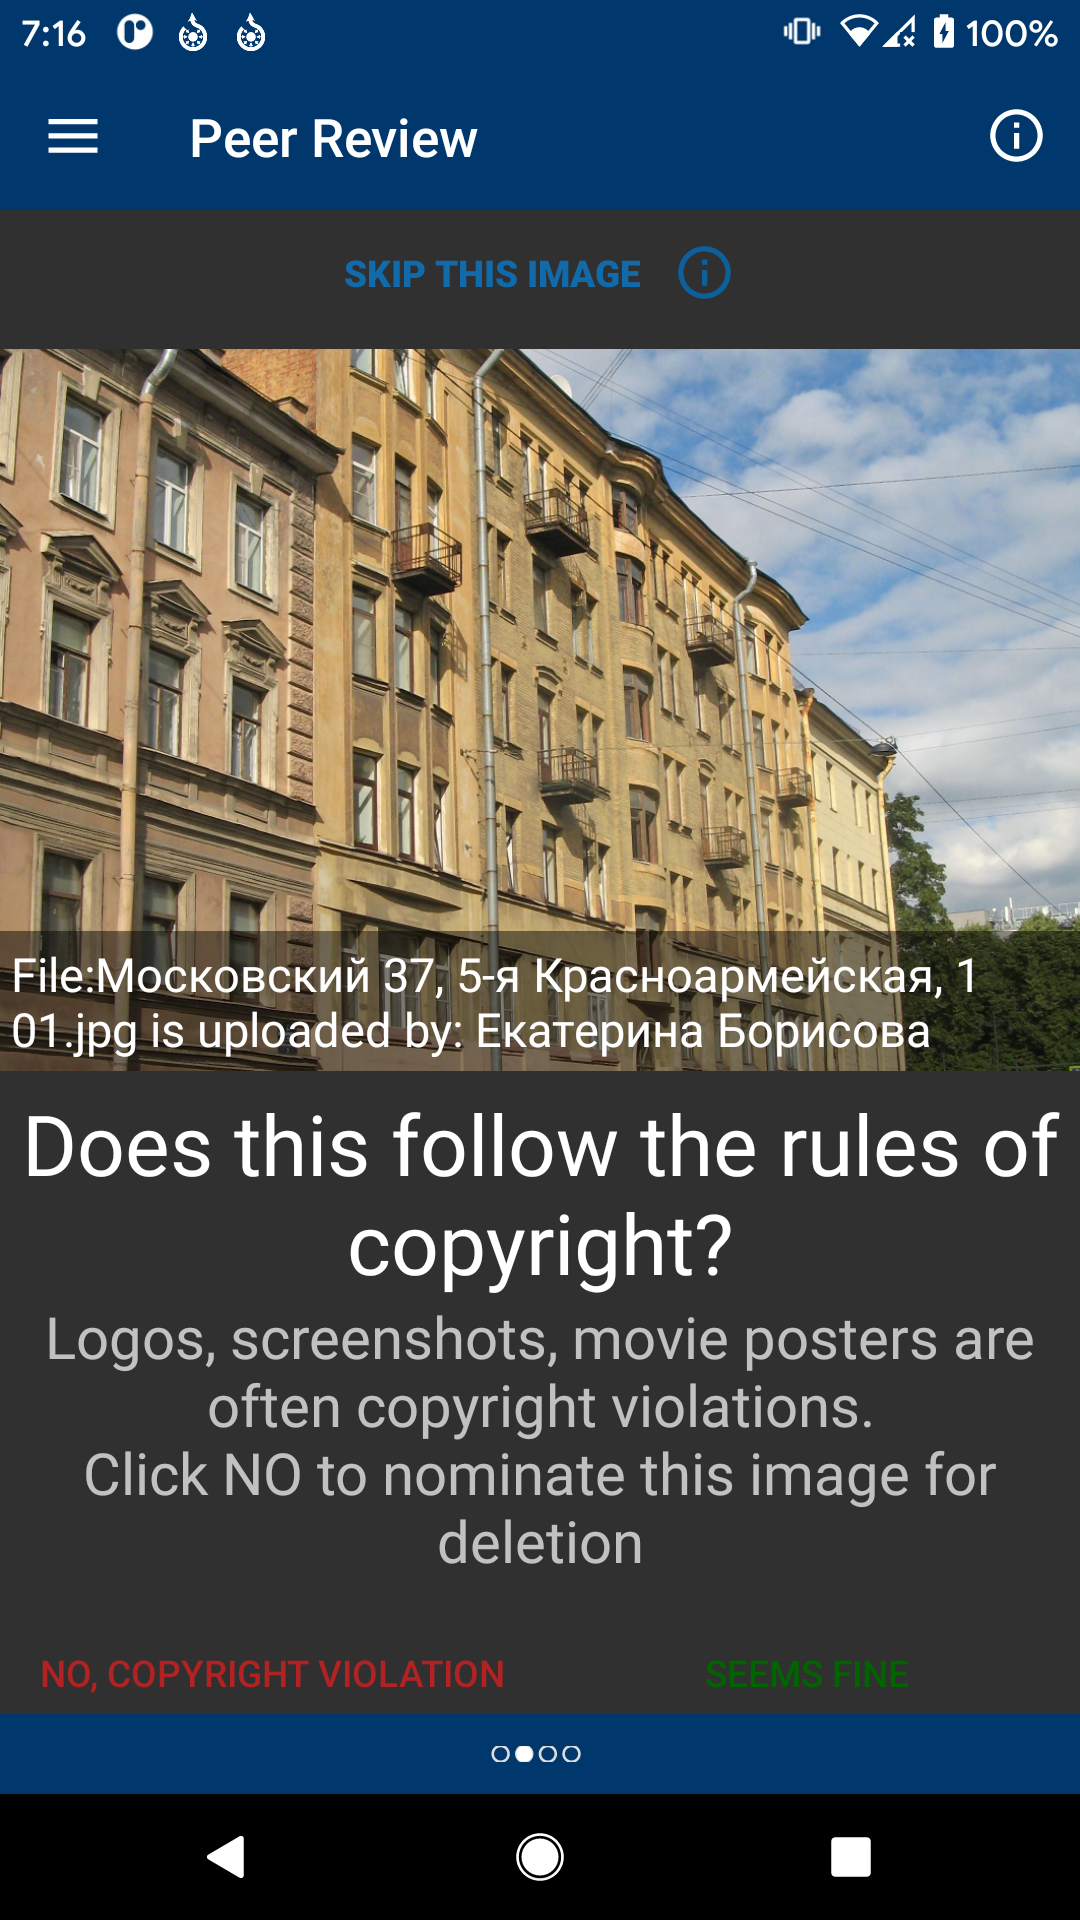 7:16
100%
Peer Review
SKIP THIS IMAGE
File:Московский 37, 5-я Красноармейская, 1
01.jpg is uploaded by: Екатерина Борисова
Does this follow the rules of
copyright?
Logos, screenshots, movie posters are
often copyright violations.
Click NO to nominate this image for
deletion
NO, COPYRIGHT VIOLATION
SEEMS FINE